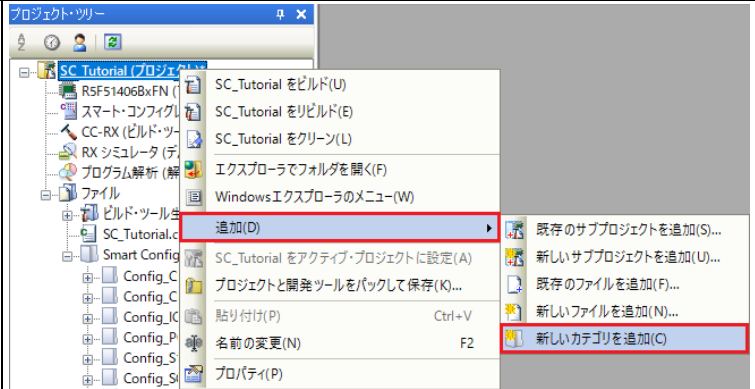 プロジェクト・ツリー
SC_Tutorial (プロジェクト)*
R5F51406BxFN (
スマート・コンフィグレ
CC-RX (ビルド・ツー
RX シミュレータ (デ
プログラム解析 (解
ファイル
ビルド・ツール生
SC_Tutorial.c
Smart Config
Config_C
Config_C
Config_IC
Config_P
Config_S
Config_S
SC_Tutorial をビルド(U)
SC_Tutorial をリビルド(E)
SC_Tutorial をクリーン(L)
エクスプローラでフォルダを開く(F)
Windowsエクスプローラのメニュー(W)
追加(D)
SC_Tutorial をアクティブ・プロジェクトに設定(A)
プロジェクトと開発ツールをパックして保存(K)...
貼り付け(P) Ctrl+V
名前の変更(N) F2
プロパティ(P)
既存のサブプロジェクトを追加(S)...
新しいサブプロジェクトを追加(U)...
既存のファイルを追加(F)...
新しいファイルを追加(N)...
新しいカテゴリを追加(C)